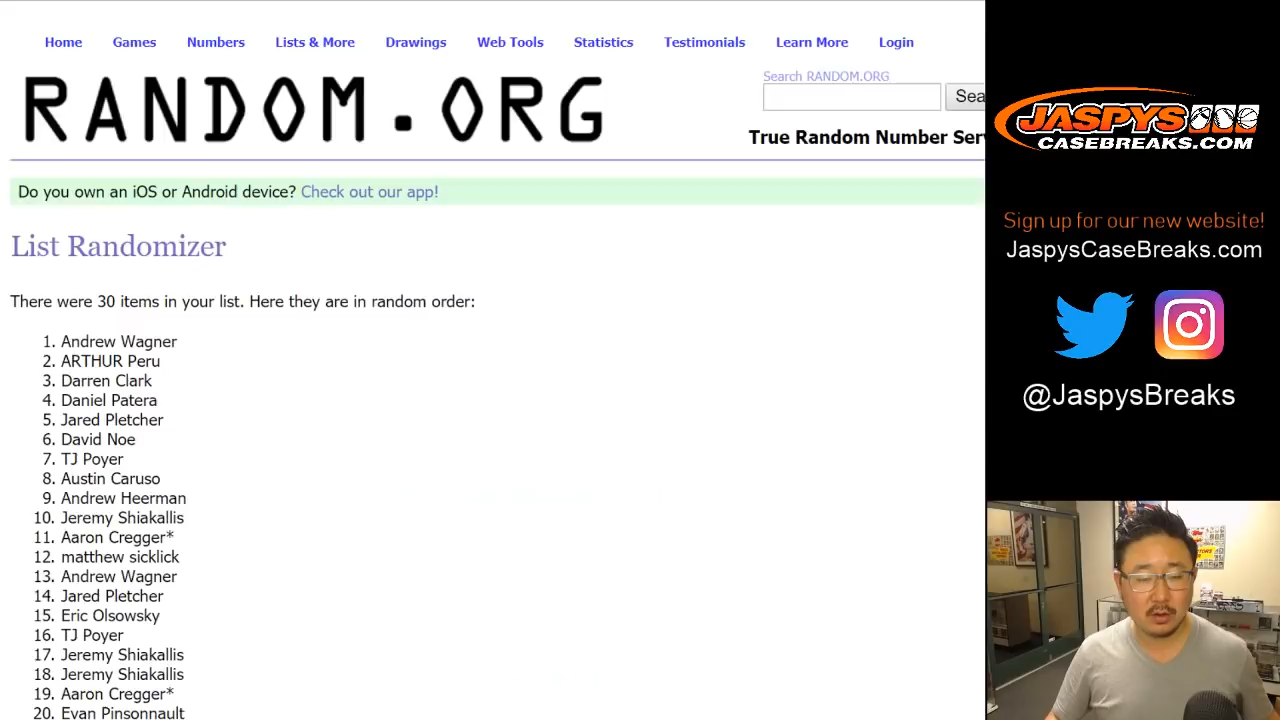 Home Games Numbers Lists & More Drawings Web Tools Statistics Testimonials Learn More Login
RANDOM.ORG
Search RANDOM.ORG
Sea
True Random Number Serv
Do you own an iOS or Android device? Check out our app!
List Randomizer
There were 30 items in your list. Here they are in random order:
1. Andrew Wagner
2. ARTHUR Peru
3. Darren Clark
4. Daniel Patera
5. Jared Pletcher
6. David Noe
7. TJ Poyer
8. Austin Caruso
9. Andrew Heerman
10. Jeremy Shiakallis
11. Aaron Cregger*
12. matthew sicklick
13. Andrew Wagner
14. Jared Pletcher
15. Eric Olsowsky
16. TJ Poyer
17. Jeremy Shiakallis
18. Jeremy Shiakallis
19. Aaron Cregger*
20. Evan Pinsonnault
JASPYS
CASEBREAKS.COM
Sign up for our new website!
JaspysCaseBreaks.com
@JaspysBreaks